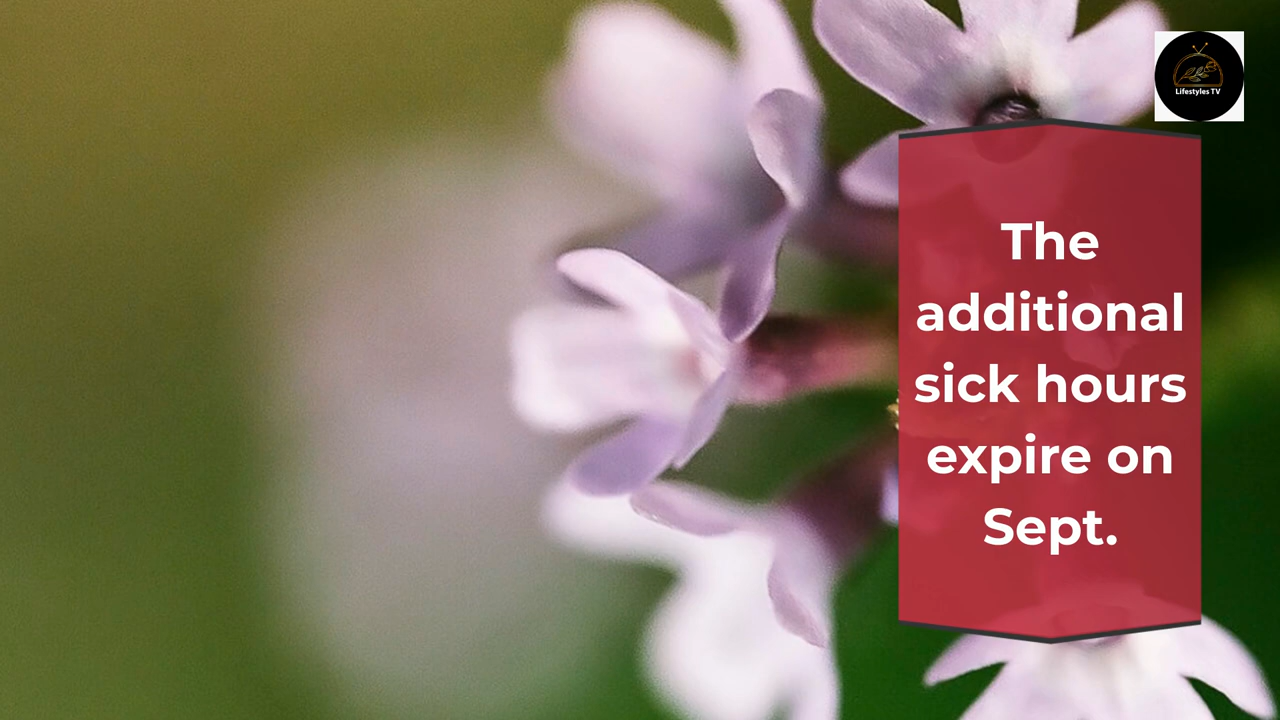 Lifestyles TV
The
additional
sick hours
expire on
Sept.